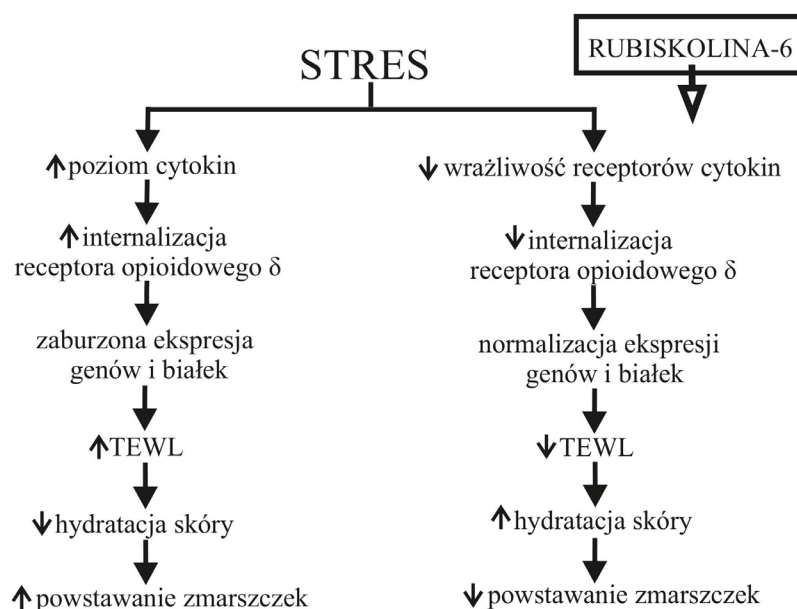 STRES
RUBISKOLINA-6
↑ poziom cytokin
↑ internalizacja
receptora opioidowego δ
zaburzona ekspresja
genów i białek
↑ TEWL
↓ hydratacja skóry
↑ powstawanie zmarszczek
↓ wrażliwość receptorów cytokin
↓ internalizacja
receptora opioidowego δ
normalizacja ekspresji
genów i białek
↓ TEWL
↑ hydratacja skóry
↓ powstawanie zmarszczek